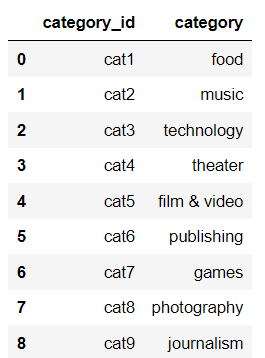 category_id category
0 cat1 food
1 cat2 music
2 cat3 technology
3 cat4 theater
4 cat5 film & video
5 cat6 publishing
6 cat7 games
7 cat8 photography
8 cat9 journalism